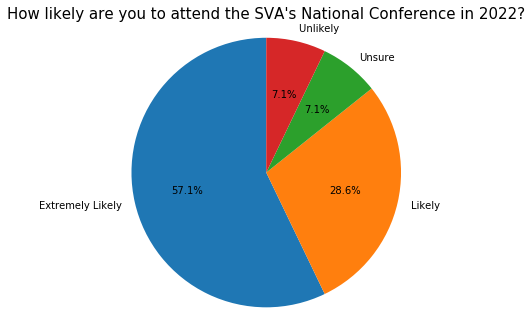 How likely are you to attend the SVA's National Conference in 2022?
Unlikely
Unsure
7.1%
7.1%
57.1%
28.6%
Extremely Likely
Likely